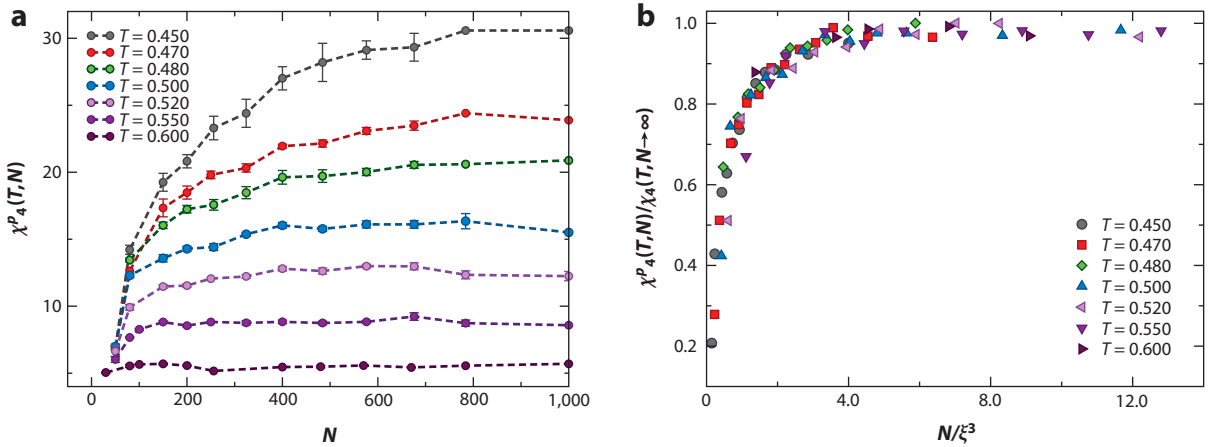 a
χᵖ₄(T,N)
30
20
10
T = 0.450
T = 0.470
T = 0.480
T = 0.500
T = 0.520
T = 0.550
T = 0.600
0 200 400 600 800 1,000
N
b
χᵖ₄(T,N)/χ₄(T,N→∞)
1.0
0.8
0.6
0.4
0.2
T = 0.450
T = 0.470
T = 0.480
T = 0.500
T = 0.520
T = 0.550
T = 0.600
0 4.0 8.0 12.0
N/ξ³